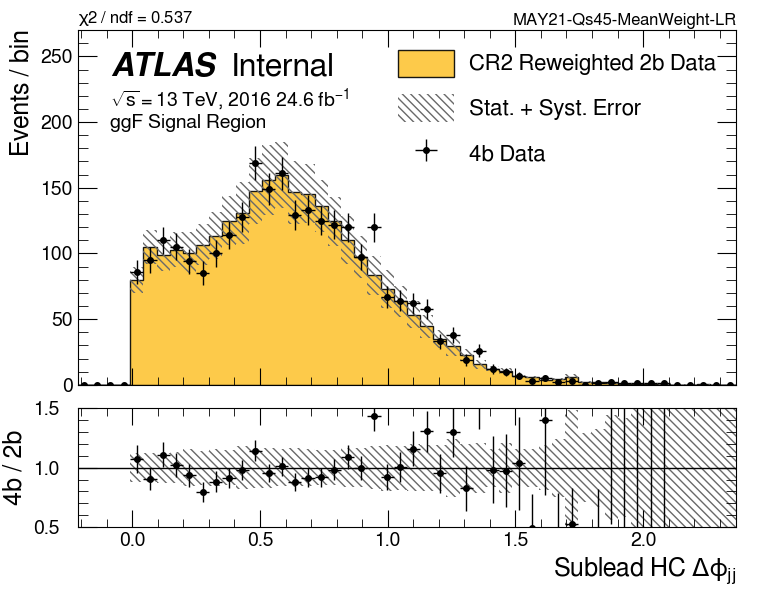 χ2 / ndf = 0.537
MAY21-Qs45-MeanWeight-LR
Events / bin
ATLAS Internal
√s = 13 TeV, 2016 24.6 fb⁻¹
ggF Signal Region
CR2 Reweighted 2b Data
Stat. + Syst. Error
4b Data
250
200
150
100
50
0
4b / 2b
1.5
1.0
0.5
0.0 0.5 1.0 1.5 2.0
Sublead HC Δϕjj